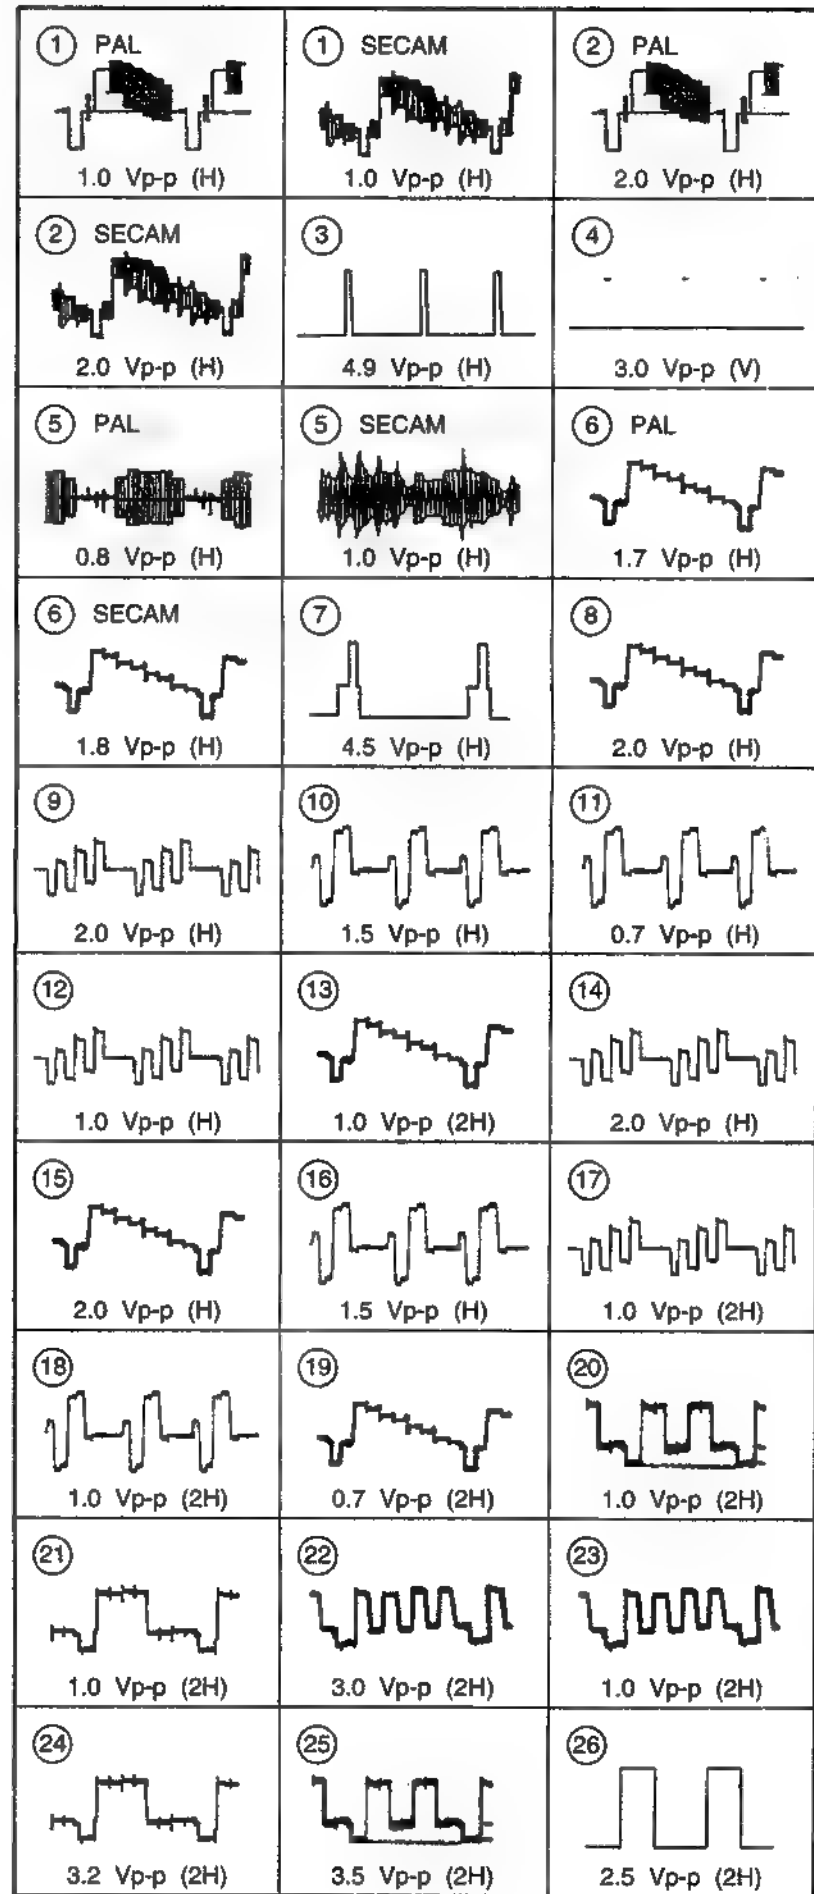 ① PAL
1.0 Vp-p (H)
① SECAM
1.0 Vp-p (H)
② PAL
2.0 Vp-p (H)
② SECAM
2.0 Vp-p (H)
③
4.9 Vp-p (H)
④
3.0 Vp-p (V)
⑤ PAL
0.8 Vp-p (H)
⑤ SECAM
1.0 Vp-p (H)
⑥ PAL
1.7 Vp-p (H)
⑥ SECAM
1.8 Vp-p (H)
⑦
4.5 Vp-p (H)
⑧
2.0 Vp-p (H)
⑨
2.0 Vp-p (H)
⑩
1.5 Vp-p (H)
⑪
0.7 Vp-p (H)
⑫
1.0 Vp-p (H)
⑬
1.0 Vp-p (2H)
⑭
2.0 Vp-p (H)
⑮
2.0 Vp-p (H)
⑯
1.5 Vp-p (H)
⑰
1.0 Vp-p (2H)
⑱
1.0 Vp-p (2H)
⑲
0.7 Vp-p (2H)
⑳
1.0 Vp-p (2H)
㉑
1.0 Vp-p (2H)
㉒
3.0 Vp-p (2H)
㉓
1.0 Vp-p (2H)
㉔
3.2 Vp-p (2H)
㉕
3.5 Vp-p (2H)
㉖
2.5 Vp-p (2H)